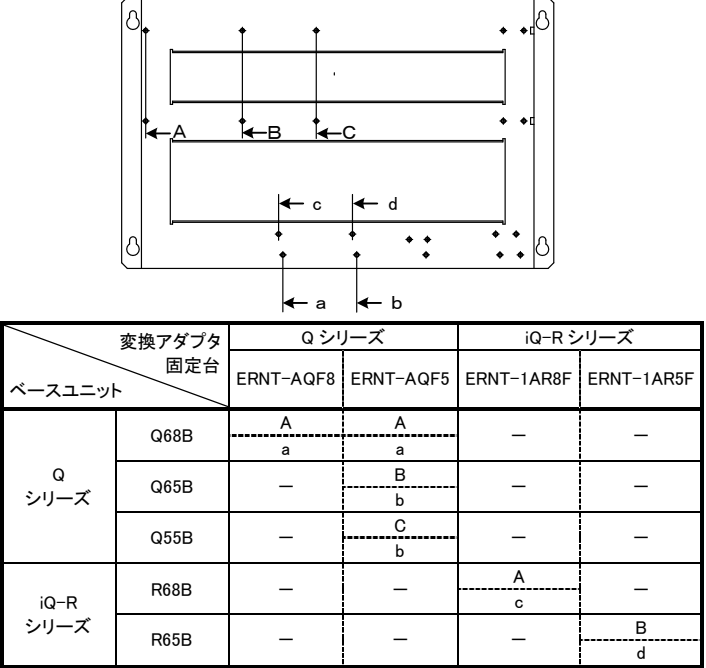 A B C
c d
a b
変換アダプタ
固定台
ベースユニット
Qシリーズ iQ-Rシリーズ
ERNT-AQF8 ERNT-AQF5 ERNT-1AR8F ERNT-1AR5F
Q
シリーズ
Q68B A A － －
a a
Q65B － B － －
b
Q55B － C － －
b
iQ-R
シリーズ
R68B － － A －
c
R65B － － － B
d